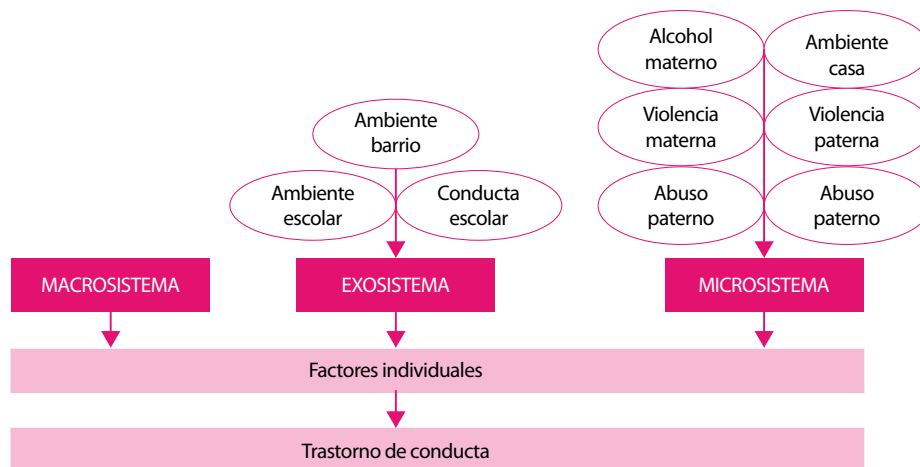 Alcohol
materno
Ambiente
casa
Violencia
materna
Violencia
paterna
Abuso
paterno
Abuso
paterno
Ambiente
barrio
Ambiente
escolar
Conducta
escolar
MACROSISTEMA
EXOSISTEMA
MICROSISTEMA
Factores individuales
Trastorno de conducta